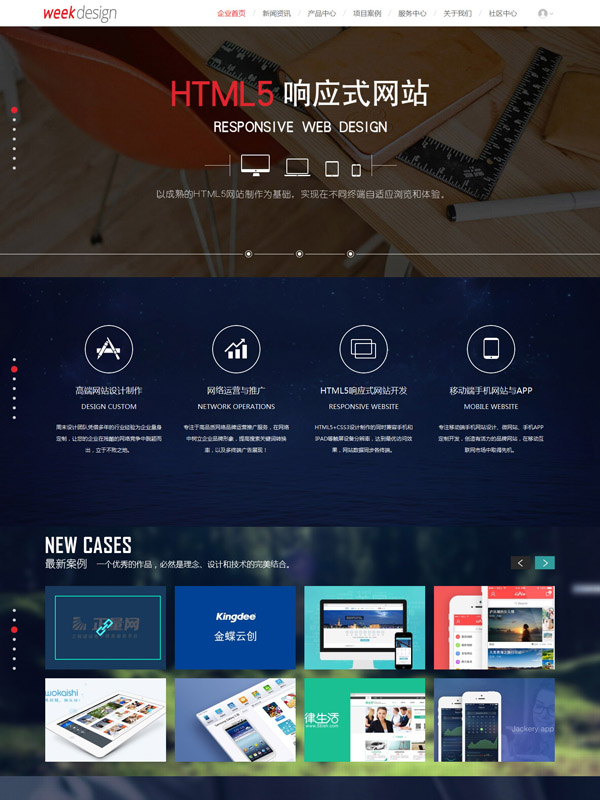 weekdesign
企业首页 / 新闻资讯 / 产品中心 / 项目案例 / 服务中心 / 关于我们 / 社区中心
HTML5 响应式网站
RESPONSIVE WEB DESIGN
以成熟的HTML5网站制作为基础，实现在不同终端自适应浏览和体验。
高端网站设计制作
DESIGN CUSTOM
周末设计团队凭借多年的行业经验为企业量身
定制，让您的企业在残酷的网络竞争中脱颖而
出，立于不败之地。
网络运营与推广
NETWORK OPERATIONS
专注于高品质网络品牌运营推广服务，在网络
中树立企业品牌形象，提高搜索关键词转换
率，以及多终端广告展现！
HTML5响应式网站开发
RESPONSIVE WEBSITE
HTML5+CSS3设计制作的同时兼容手机和
IPAD等触屏设备分辨率，达到最优访问效
果，网站数据同步各终端。
移动端手机网站与APP
MOBILE WEBSITE
专注移动端手机网站设计、微网站、手机APP
定制开发，创造有活力的品牌网站，在移动互
联网市场中取得先机。
NEW CASES
最新案例 一个优秀的作品，必然是理念、设计和技术的完美结合。
Kingdee
金蝶云创
wokaishi
律生活
Jackery.app